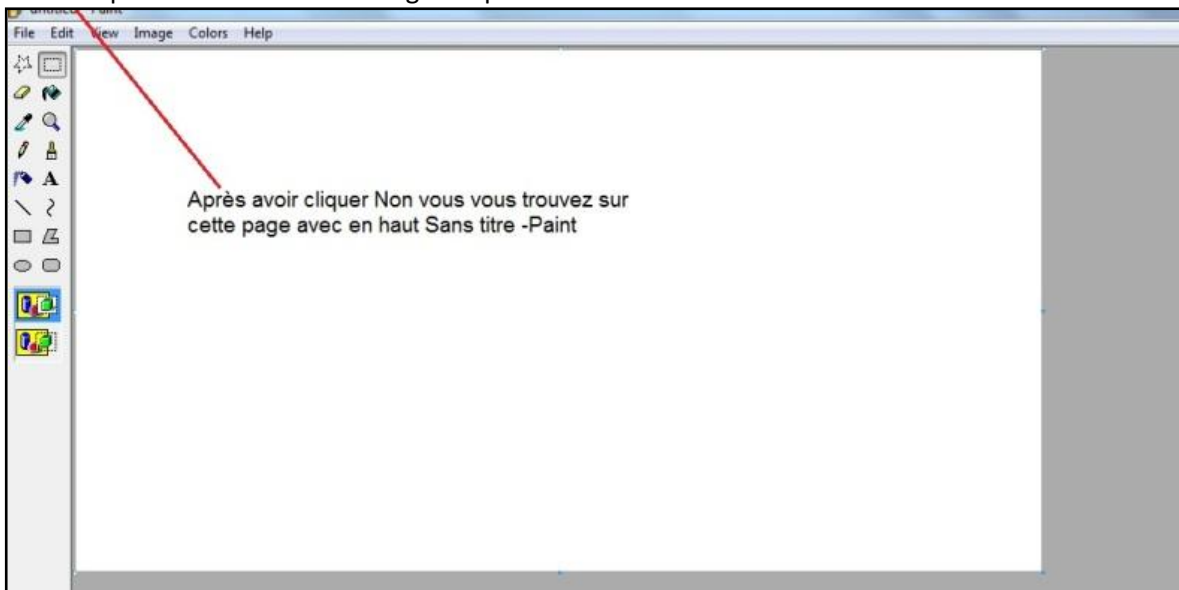 File Edit View Image Colors Help
A
Après avoir cliquer Non vous vous trouvez sur
cette page avec en haut Sans titre -Paint